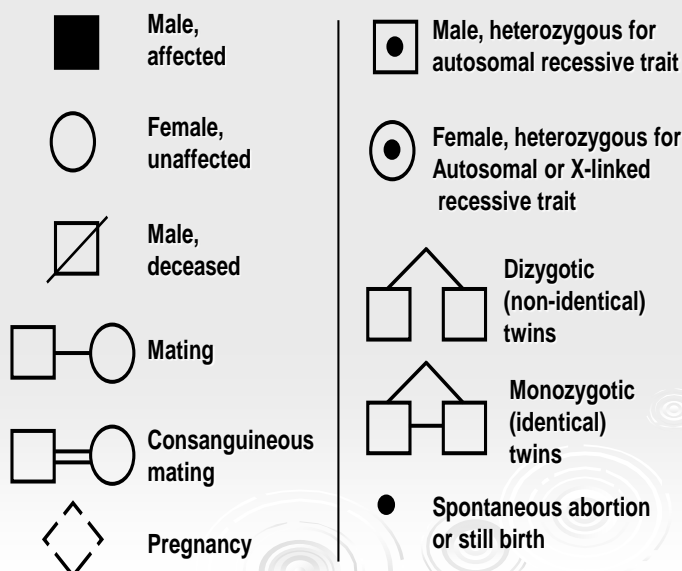 Male,
affected
Female,
unaffected
Male,
deceased
Mating
Consanguineous
mating
Pregnancy
Male, heterozygous for
autosomal recessive trait
Female, heterozygous for
Autosomal or X-linked
recessive trait
Dizygotic
(non-identical)
twins
Monozygotic
(identical)
twins
Spontaneous abortion
or still birth